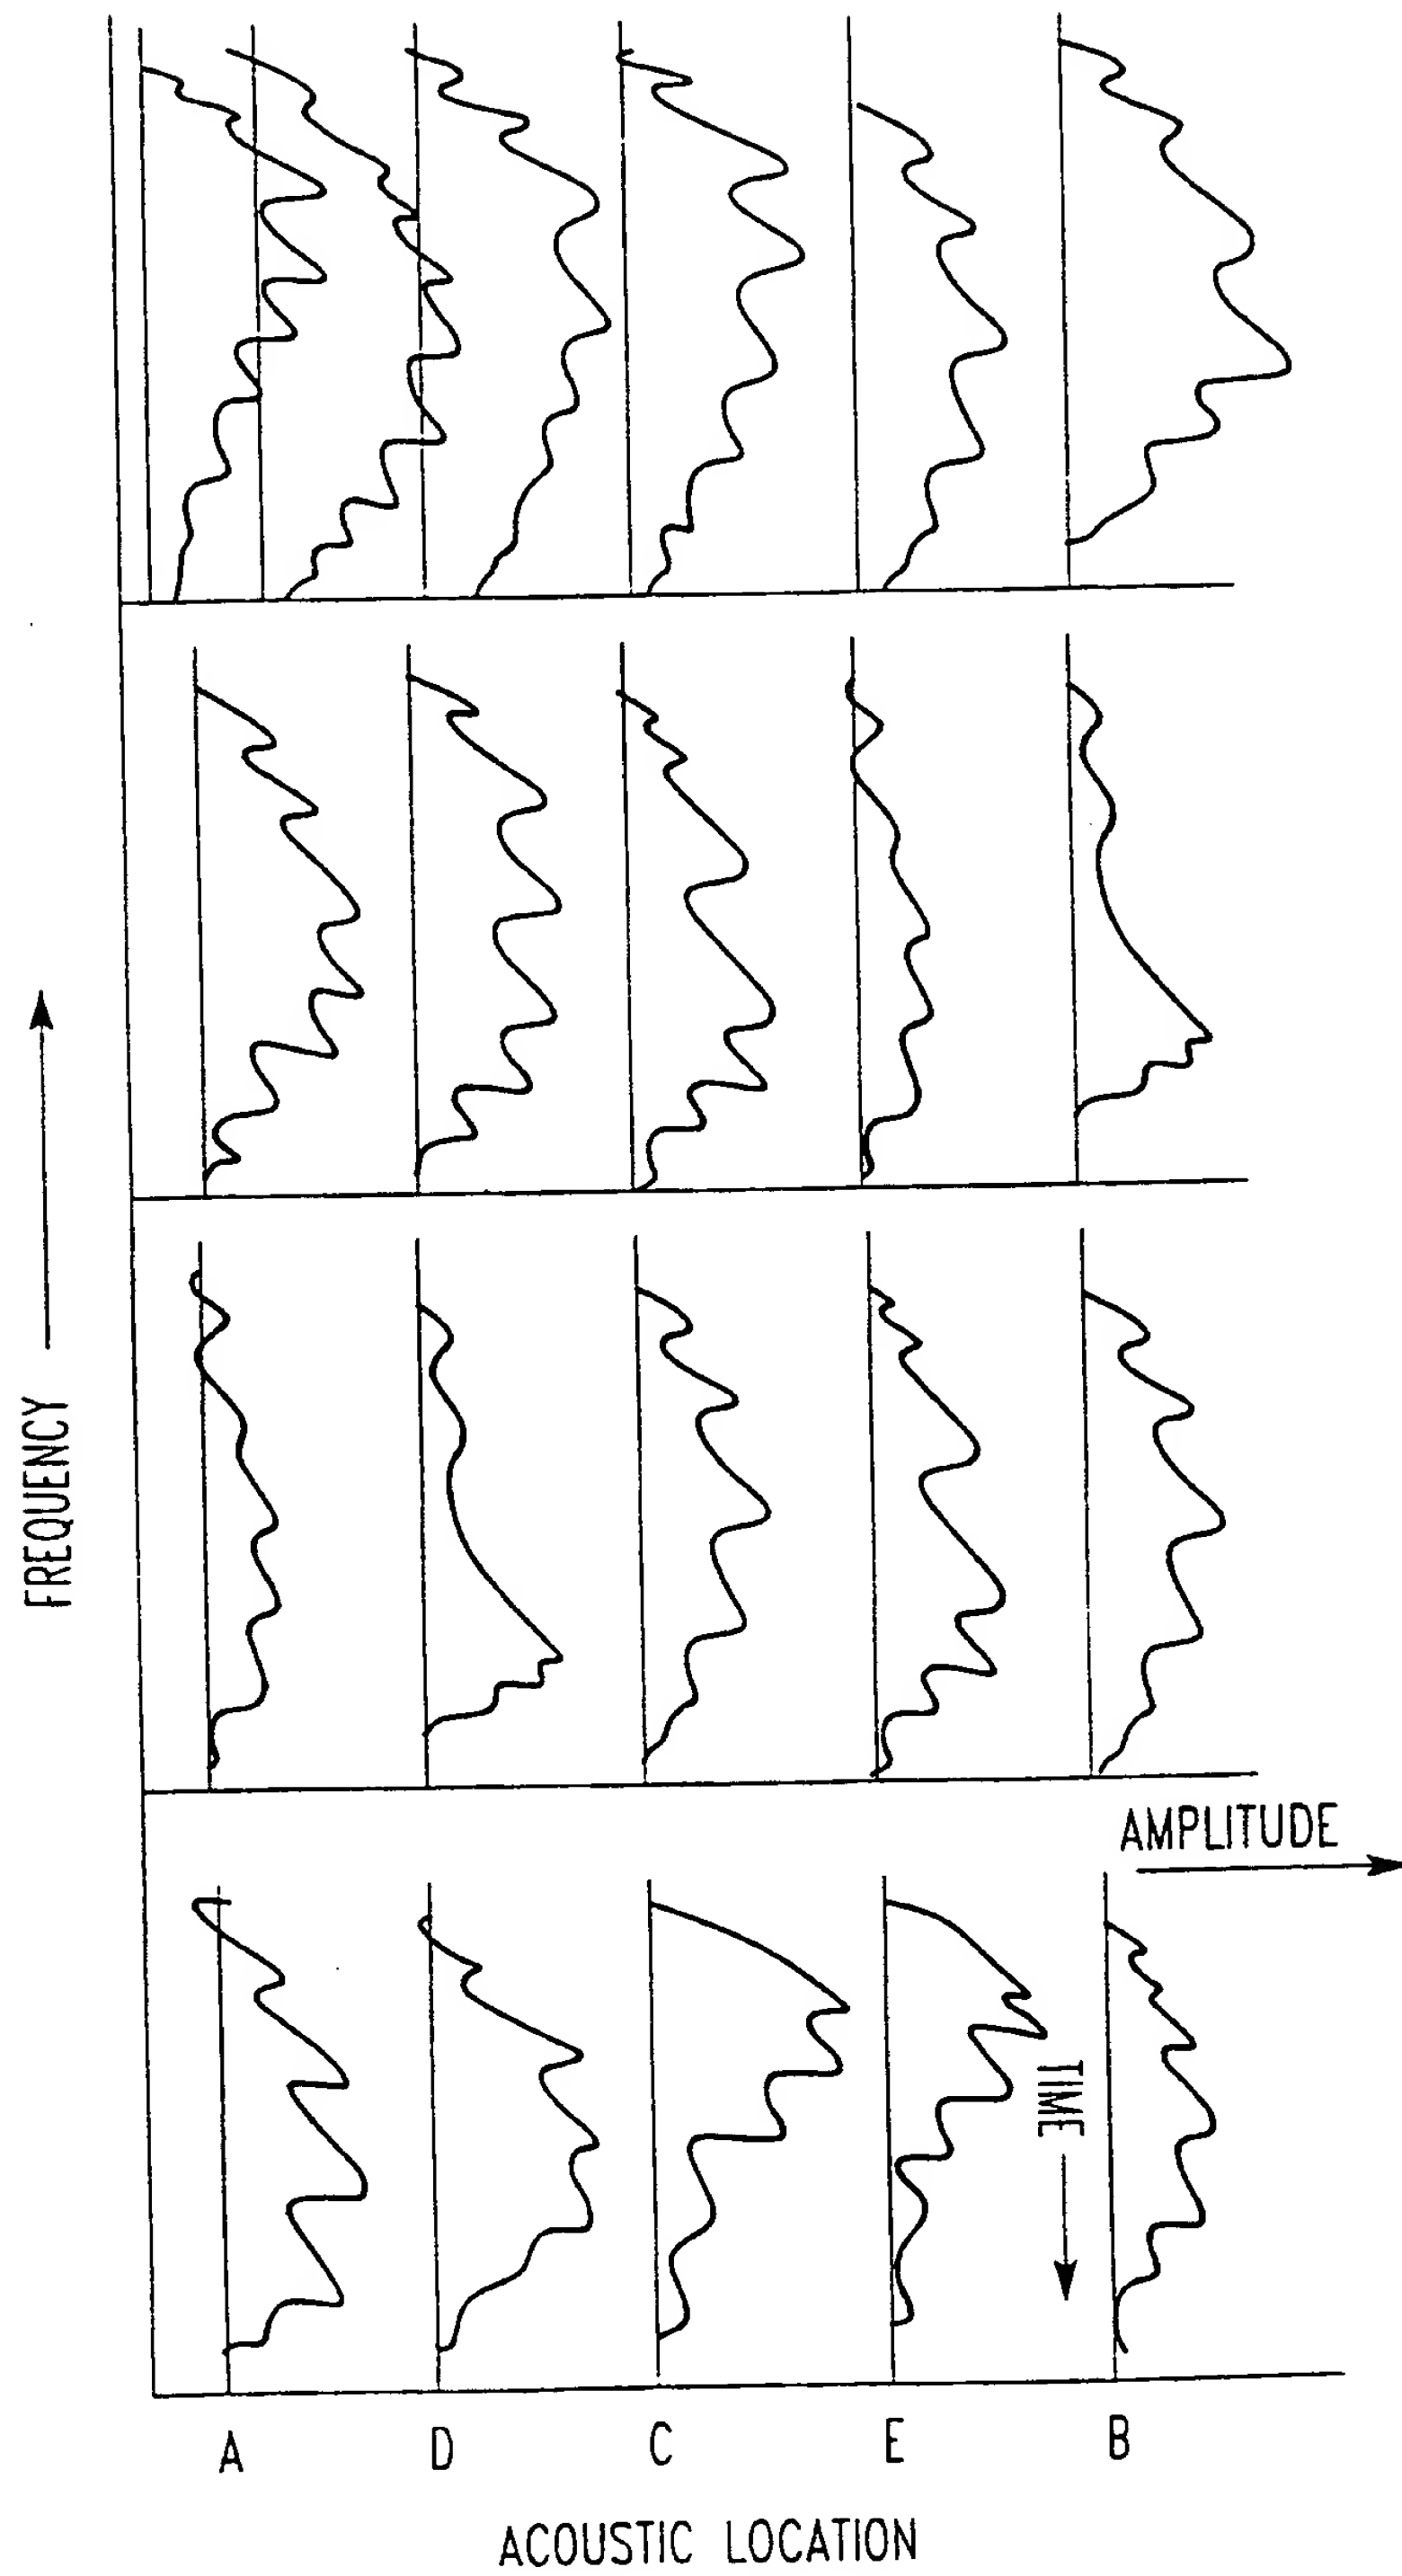 FREQUENCY
AMPLITUDE
TIME
A D C E B
ACOUSTIC LOCATION